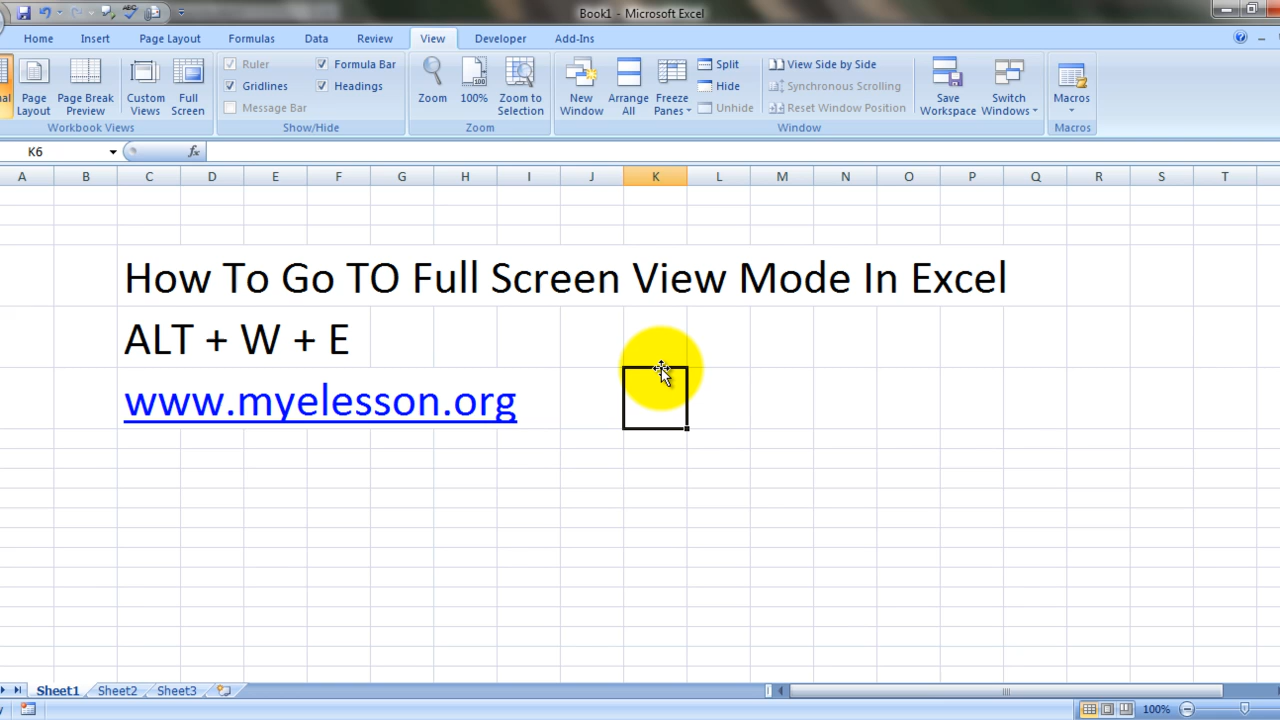 Book1 - Microsoft Excel
Home Insert Page Layout Formulas Data Review View Developer Add-Ins
Ruler Formula Bar Split View Side by Side
Gridlines Headings Hide Synchronous Scrolling
Message Bar Unhide Reset Window Position
Page Layout
Page Break Preview
Custom Views
Full Screen
Zoom
100%
Zoom to Selection
New Window
Arrange All
Freeze Panes
Save Workspace
Switch Windows
Macros
Workbook Views Show/Hide Zoom Window Macros
K6 fx
A B C D E F G H I J K L M N O P Q R S T
How To Go TO Full Screen View Mode In Excel
ALT + W + E
www.myelesson.org
Sheet1 Sheet2 Sheet3
100%